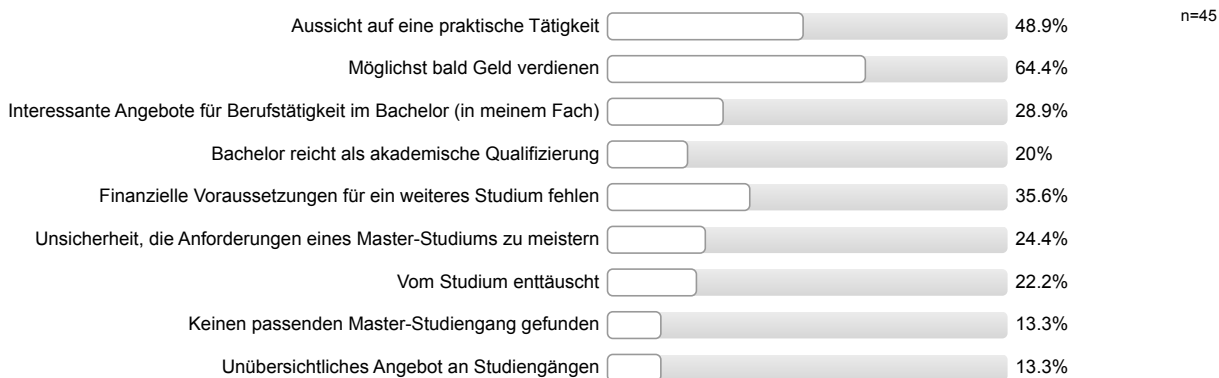 Aussicht auf eine praktische Tätigkeit 48.9% n=45
Möglichst bald Geld verdienen 64.4%
Interessante Angebote für Berufstätigkeit im Bachelor (in meinem Fach) 28.9%
Bachelor reicht als akademische Qualifizierung 20%
Finanzielle Voraussetzungen für ein weiteres Studium fehlen 35.6%
Unsicherheit, die Anforderungen eines Master-Studiums zu meistern 24.4%
Vom Studium enttäuscht 22.2%
Keinen passenden Master-Studiengang gefunden 13.3%
Unübersichtliches Angebot an Studiengängen 13.3%